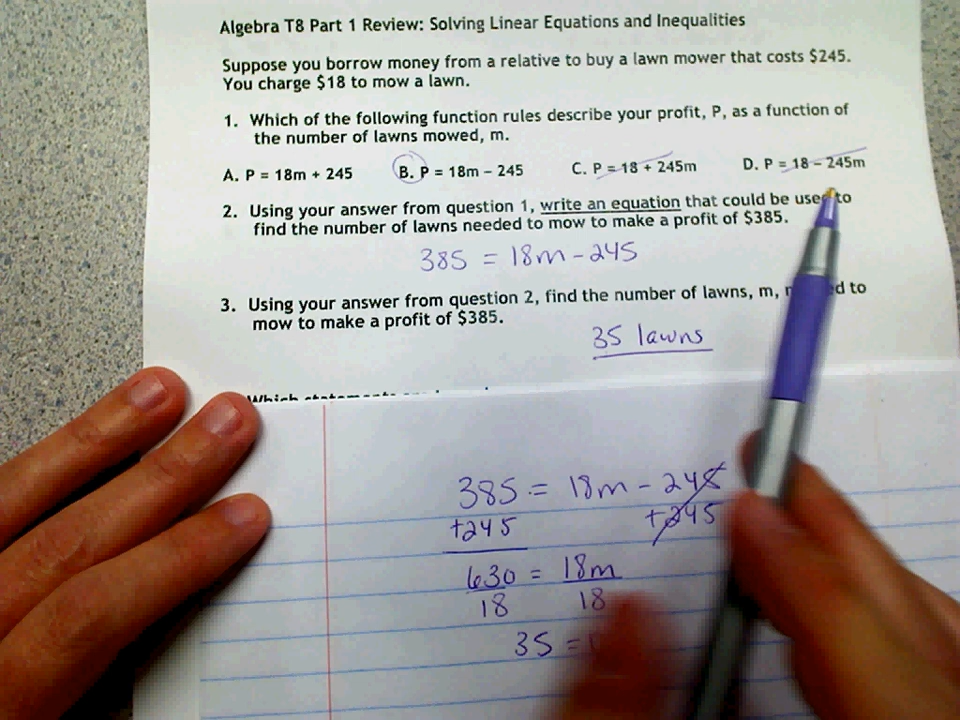 Algebra T8 Part 1 Review: Solving Linear Equations and Inequalities
Suppose you borrow money from a relative to buy a lawn mower that costs $245.
You charge $18 to mow a lawn.
1. Which of the following function rules describe your profit, P, as a function of
the number of lawns mowed, m.
A. P = 18m + 245 B. P = 18m – 245 C. P = 18 + 245m D. P = 18 – 245m
2. Using your answer from question 1, write an equation that could be used to
find the number of lawns needed to mow to make a profit of $385.
385 = 18m - 245
3. Using your answer from question 2, find the number of lawns, m, to
mow to make a profit of $385.
35 lawns
Which statements
385 = 18m - 245
+245 +245
630 = 18m
18 18
35 =